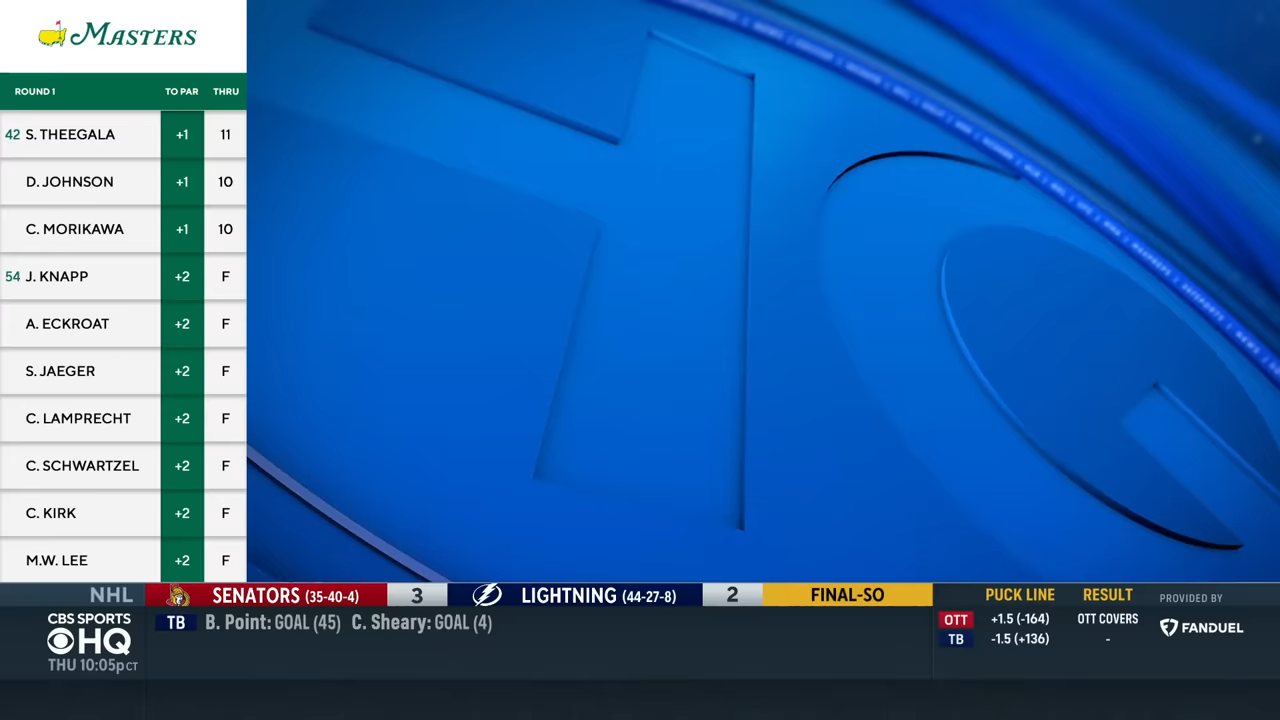 MASTERS
ROUND 1 TO PAR THRU
42 S. THEEGALA +1 11
D. JOHNSON +1 10
C. MORIKAWA +1 10
54 J. KNAPP +2 F
A. ECKROAT +2 F
S. JAEGER +2 F
C. LAMPRECHT +2 F
C. SCHWARTZEL +2 F
C. KIRK +2 F
M.W. LEE +2 F
NHL SENATORS (35-40-4) 3 LIGHTNING (44-27-8) 2 FINAL-SO
CBS SPORTS
HQ
THU 10:05p CT
TB B. Point: GOAL (45) C. Sheary: GOAL (4)
PUCK LINE RESULT
OTT +1.5 (-164) OTT COVERS
TB -1.5 (+136) -
PROVIDED BY
FANDUEL